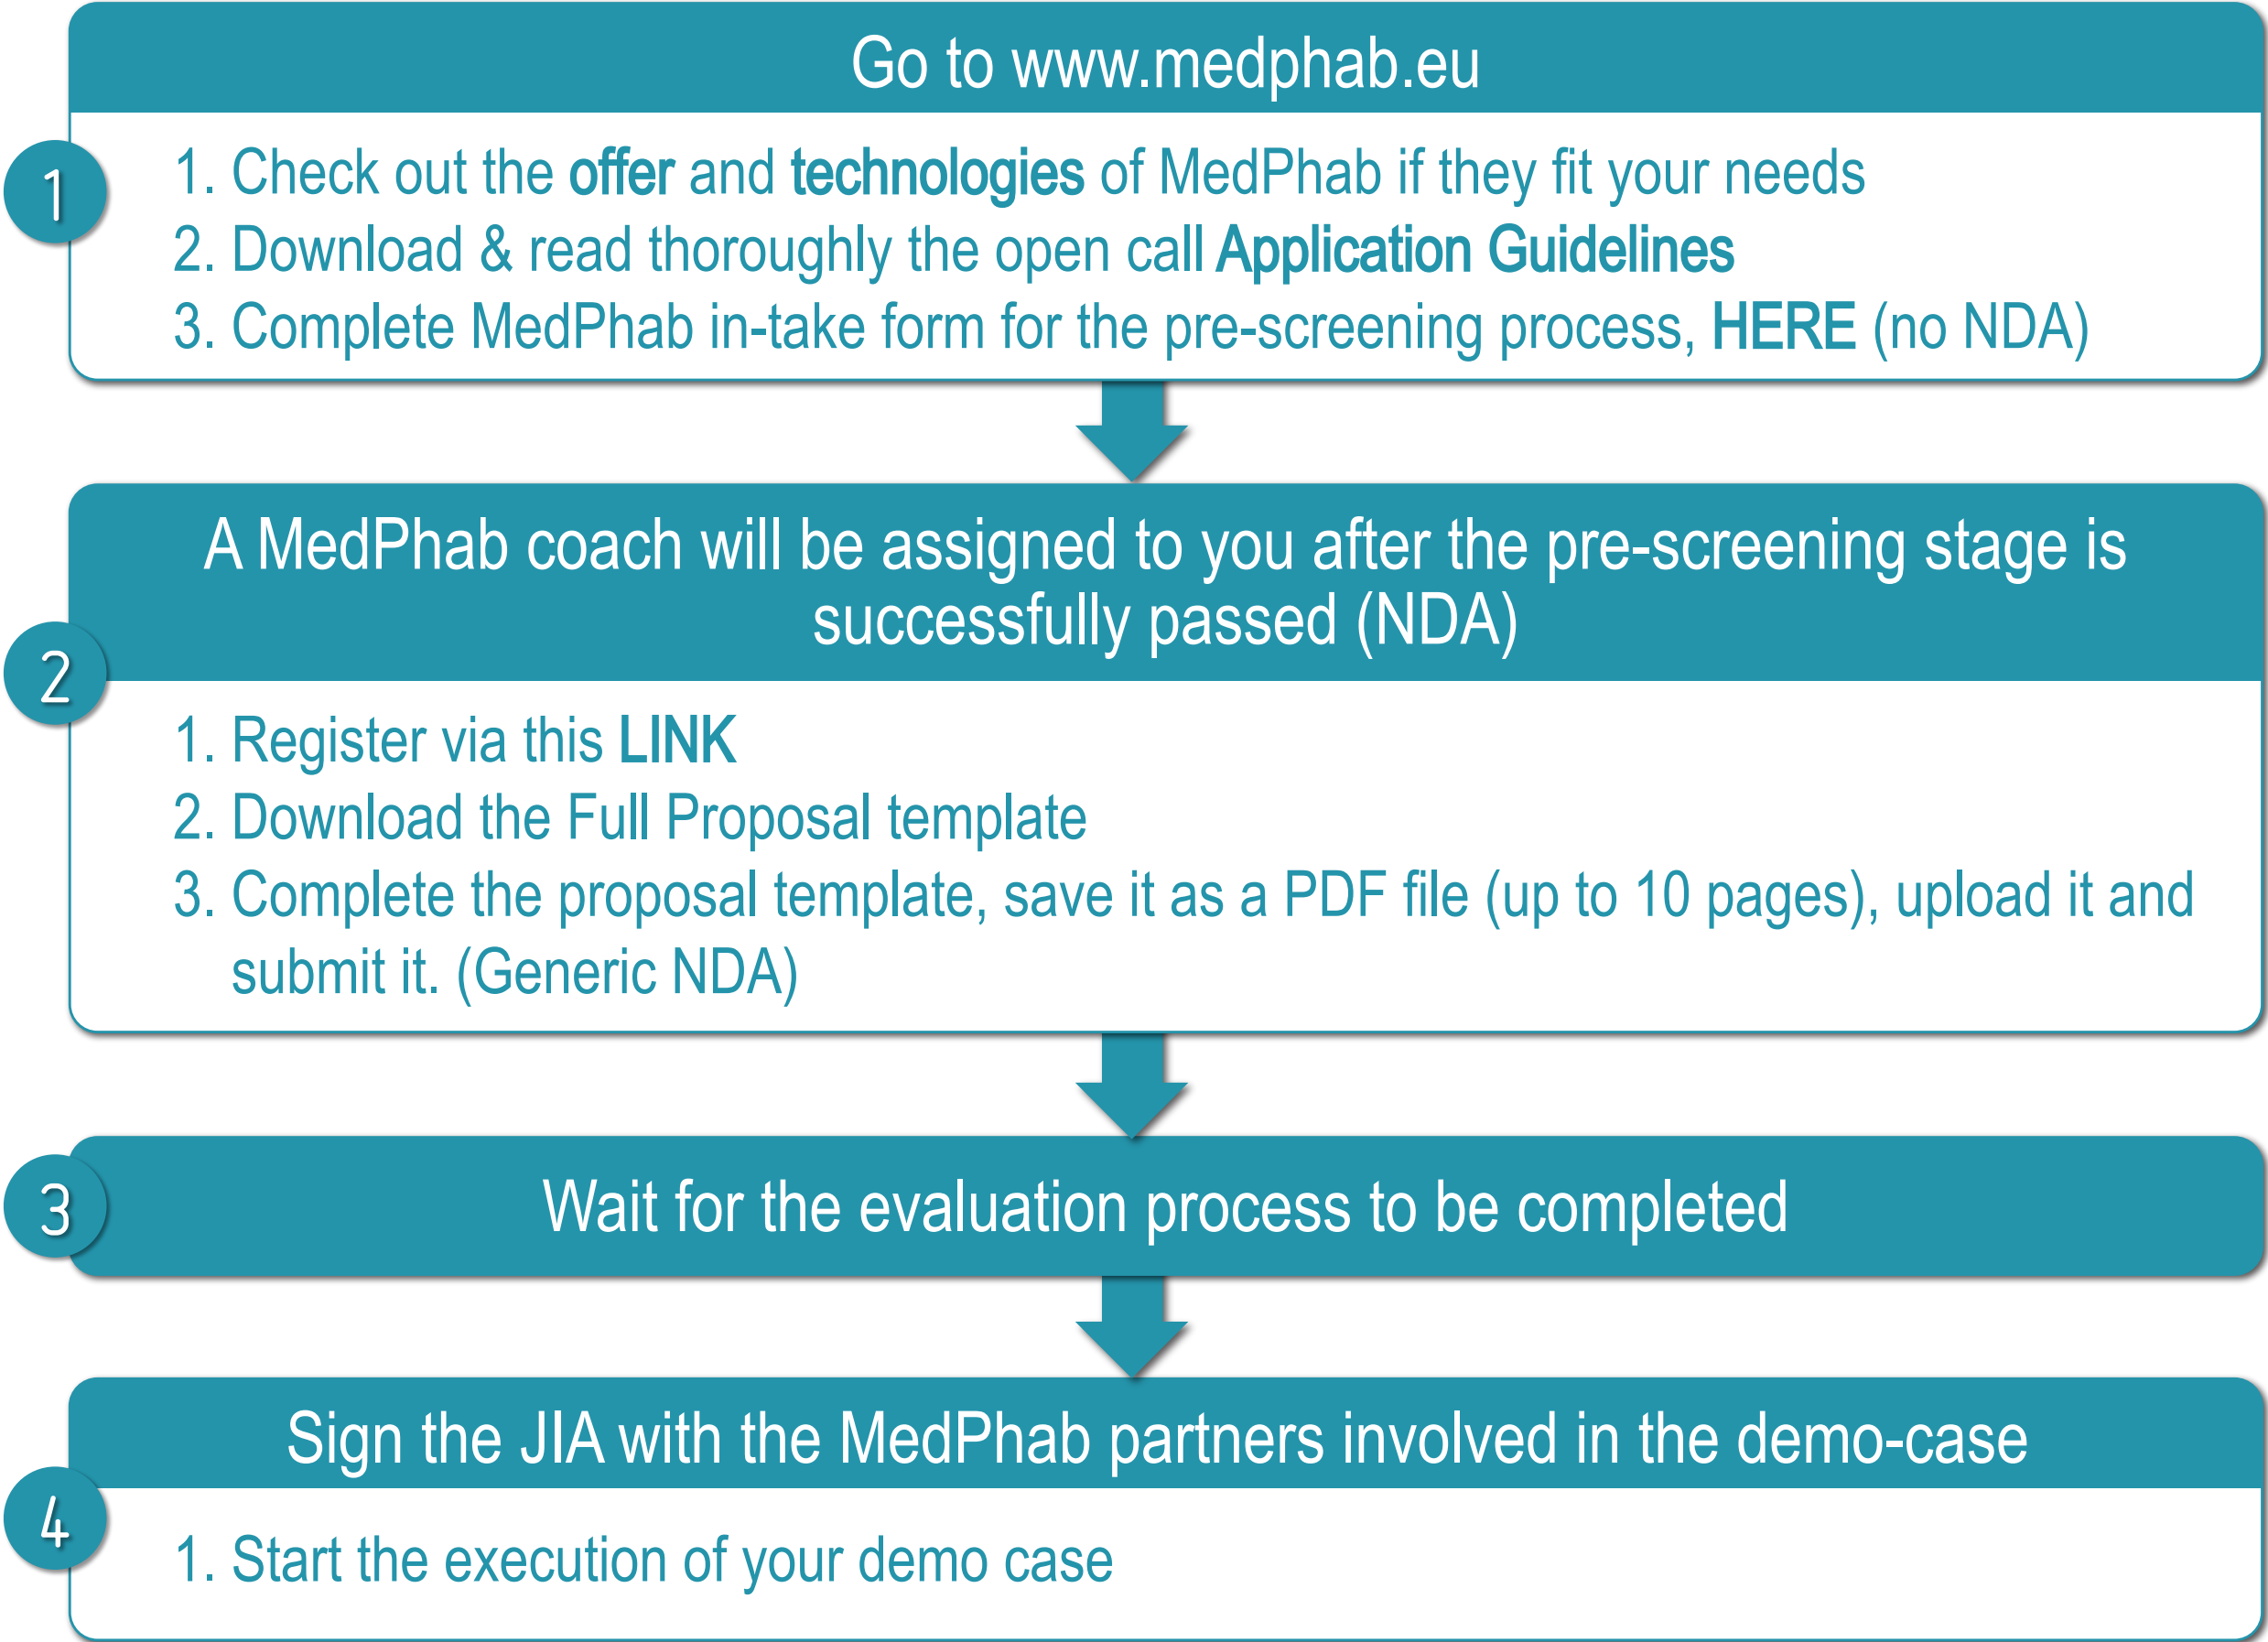 Go to www.medphab.eu
1
1. Check out the offer and technologies of MedPhab if they fit your needs
2. Download & read thoroughly the open call Application Guidelines
3. Complete MedPhab in-take form for the pre-screening process, HERE (no NDA)
A MedPhab coach will be assigned to you after the pre-screening stage is
successfully passed (NDA)
2
1. Register via this LINK
2. Download the Full Proposal template
3. Complete the proposal template, save it as a PDF file (up to 10 pages), upload it and
submit it. (Generic NDA)
3
Wait for the evaluation process to be completed
Sign the JIA with the MedPhab partners involved in the demo-case
4
1. Start the execution of your demo case